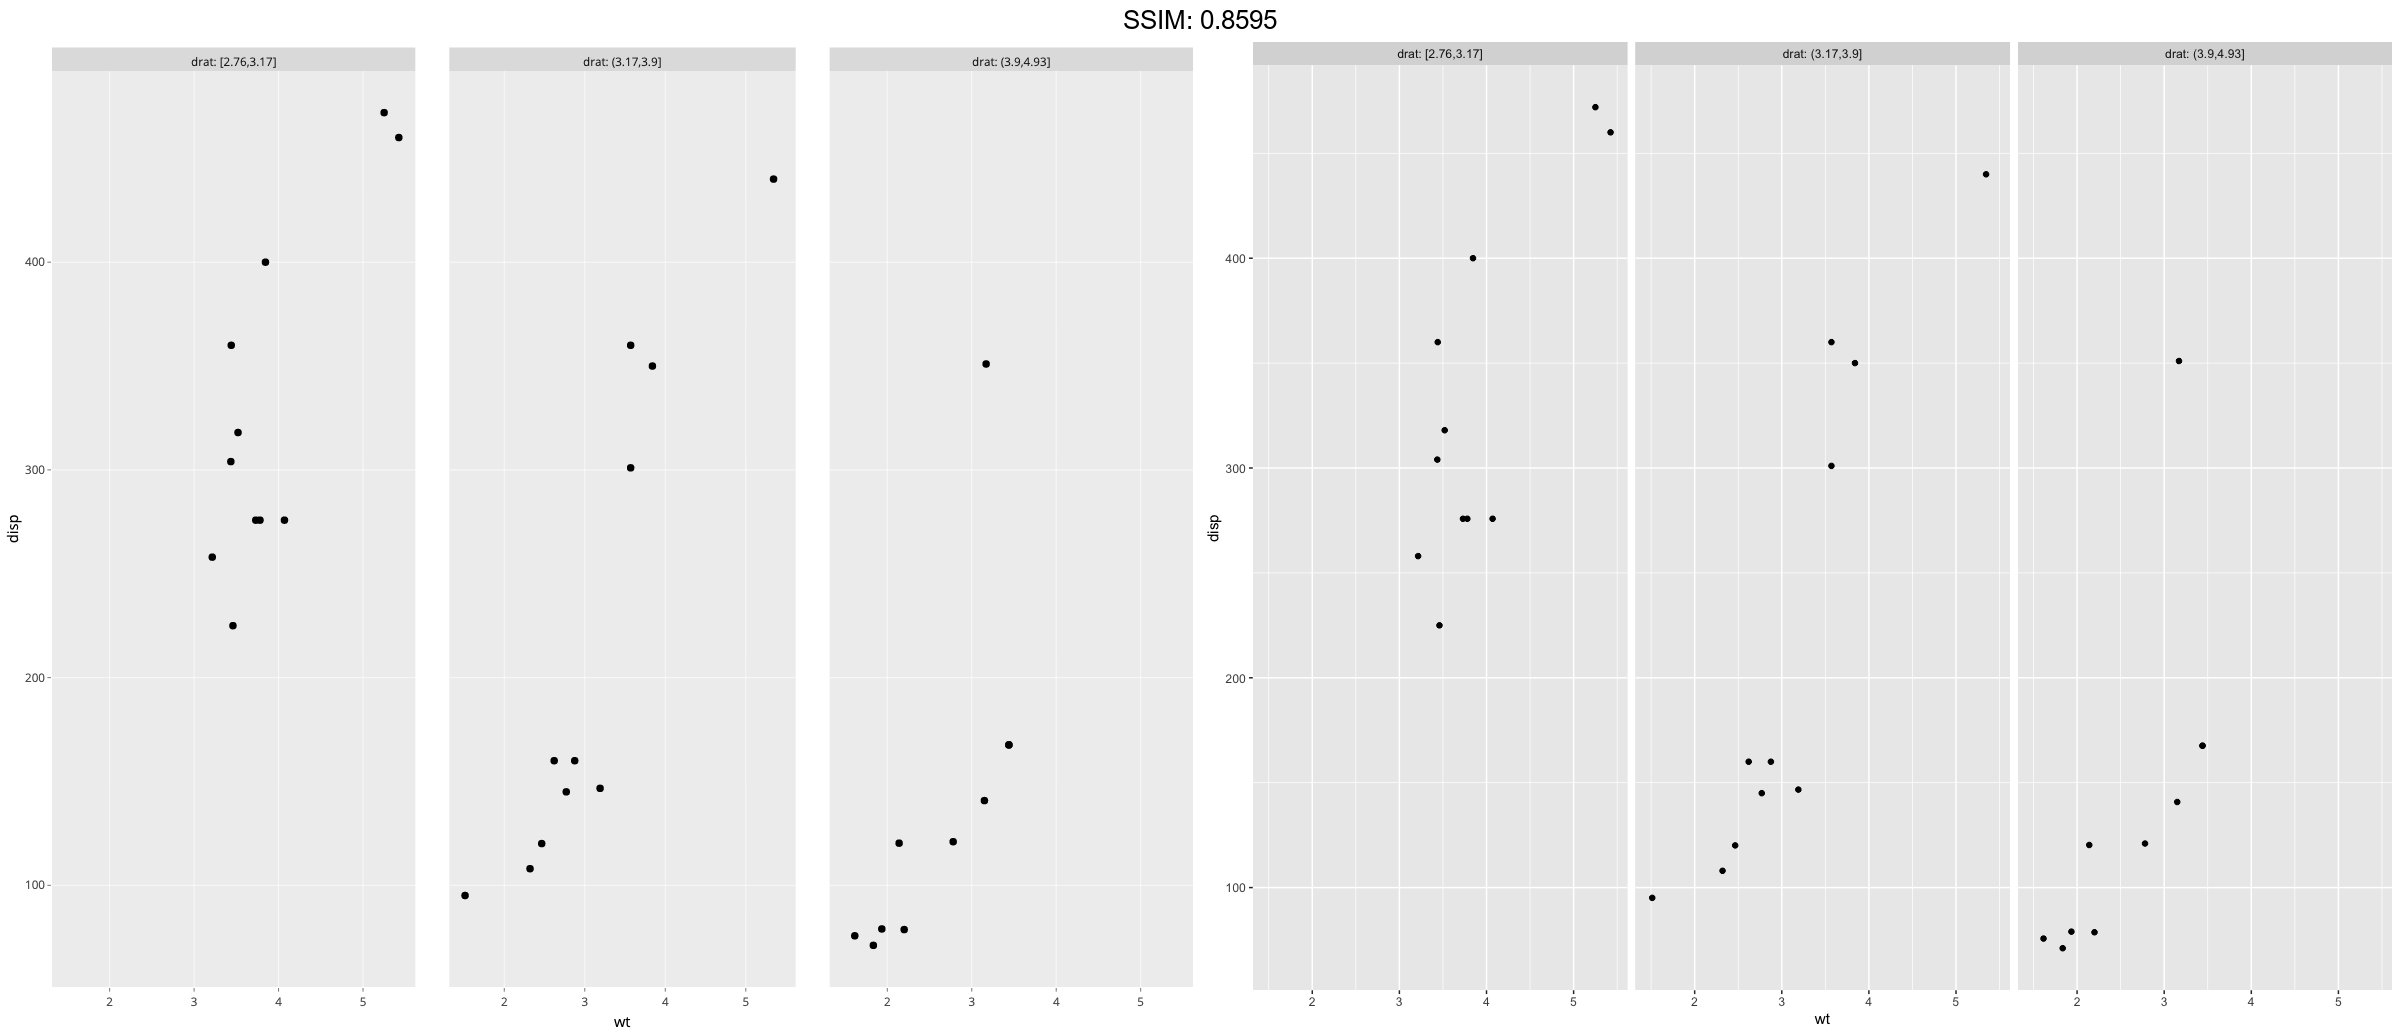 SSIM: 0.8595
drat: [2.76,3.17]
drat: (3.17,3.9]
drat: (3.9,4.93]
400
300
200
100
disp
2 3 4 5
2 3 4 5
2 3 4 5
wt
drat: [2.76,3.17]
drat: (3.17,3.9]
drat: (3.9,4.93]
400
300
200
100
disp
2 3 4 5
2 3 4 5
2 3 4 5
wt